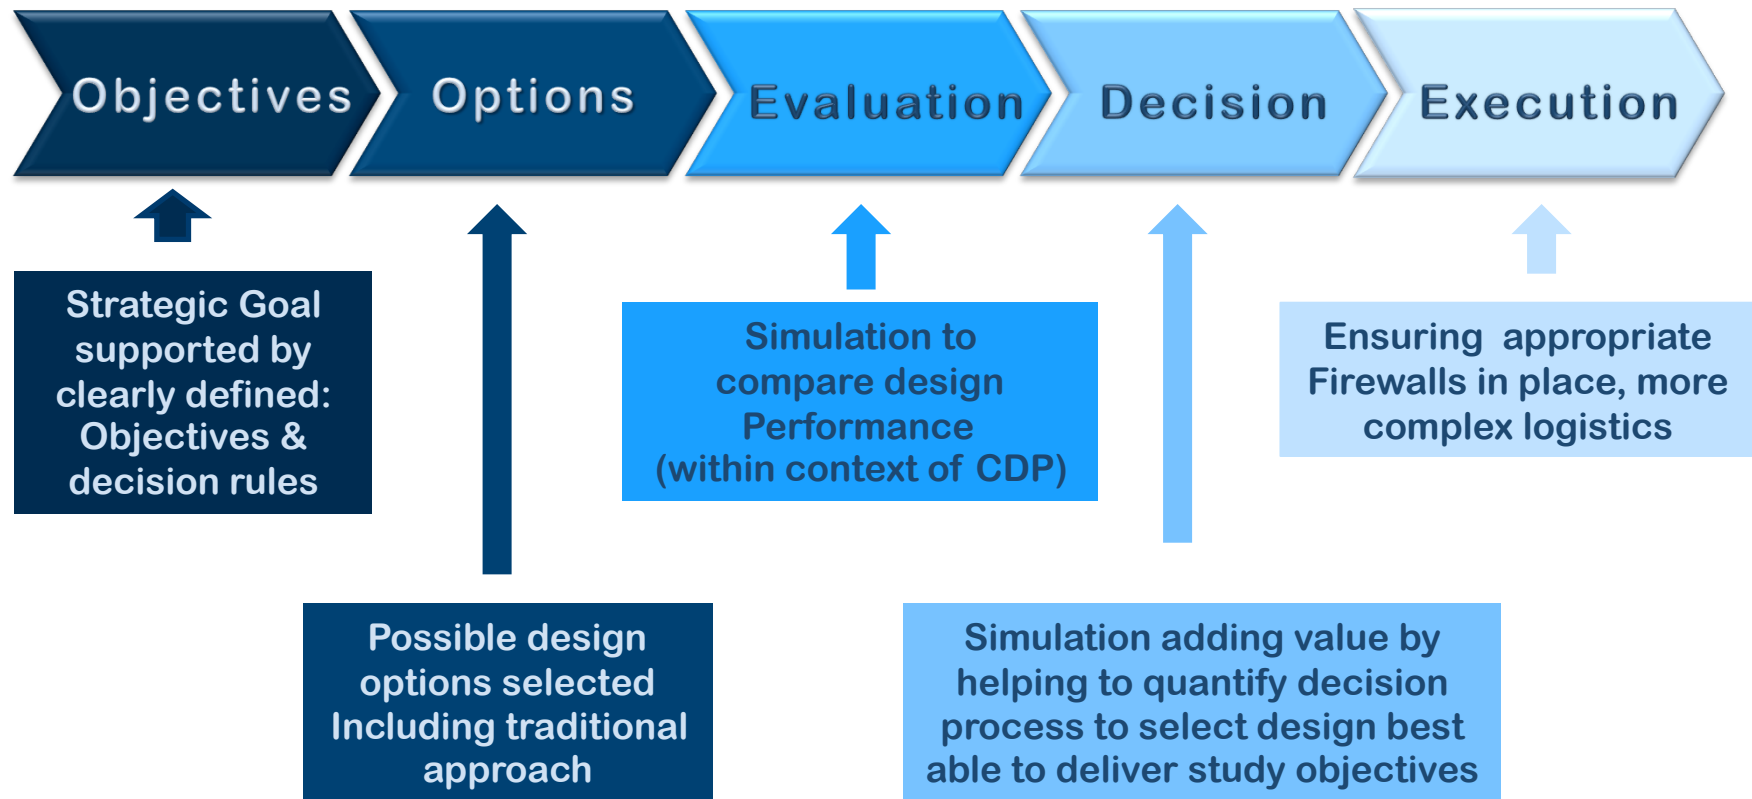 Objectives
Options
Evaluation
Decision
Execution
Strategic Goal
supported by
clearly defined:
Objectives &
decision rules
Simulation to
compare design
Performance
(within context of CDP)
Ensuring appropriate
Firewalls in place, more
complex logistics
Possible design
options selected
Including traditional
approach
Simulation adding value by
helping to quantify decision
process to select design best
able to deliver study objectives